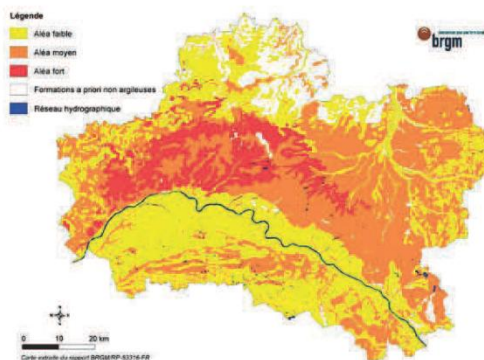 Légende
Aléa faible
Aléa moyen
Aléa fort
Formations a priori non argileuses
Réseau hydrographique
brgm
0 10 20 km
Carte extraite du rapport BRGM/RP-53316-FR